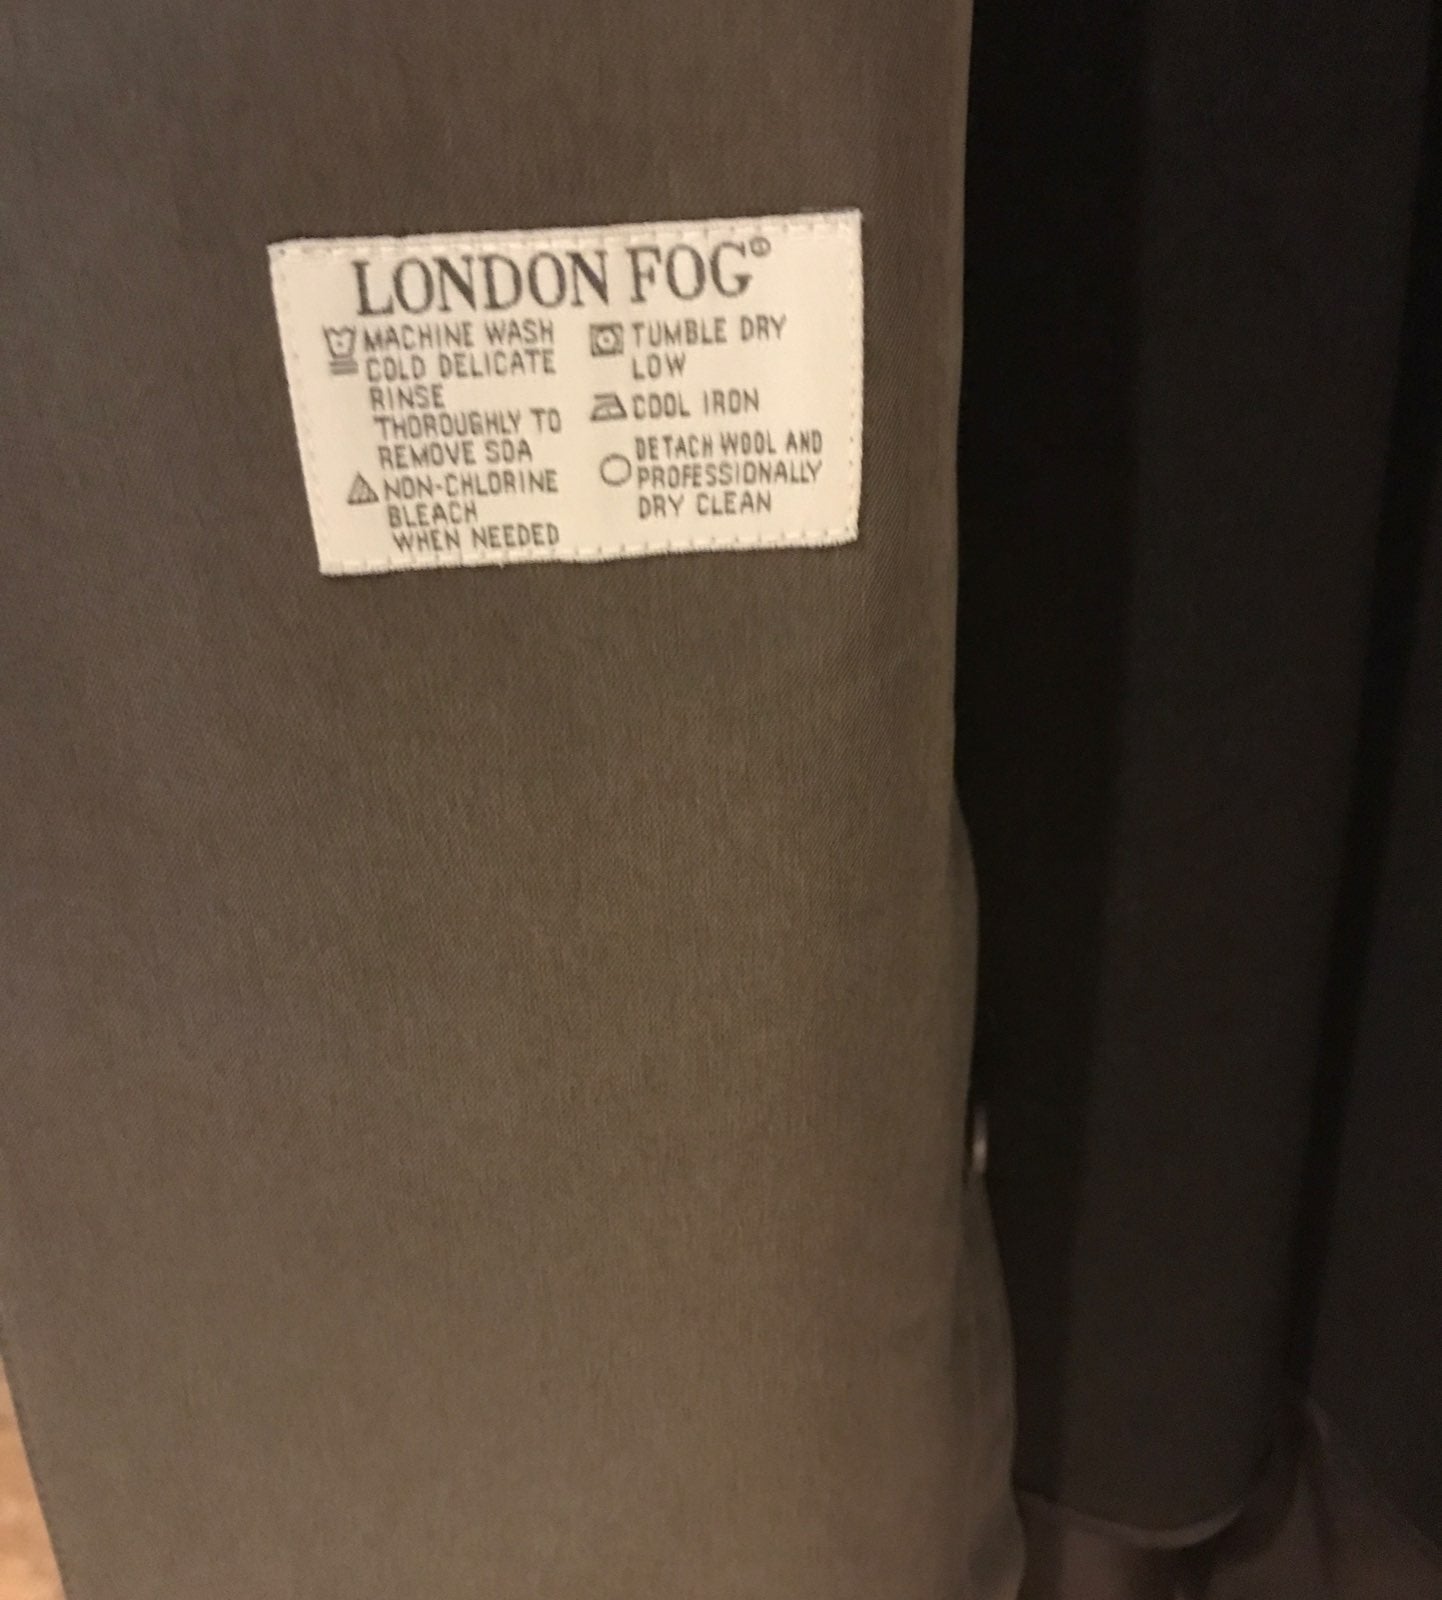 LONDON FOG®
MACHINE WASH
COLD DELICATE
RINSE
THOROUGHLY TO
REMOVE SOA
NON-CHLORINE
BLEACH
WHEN NEEDED
TUMBLE DRY
LOW
COOL IRON
DETACH WOOL AND
PROFESSIONALLY
DRY CLEAN